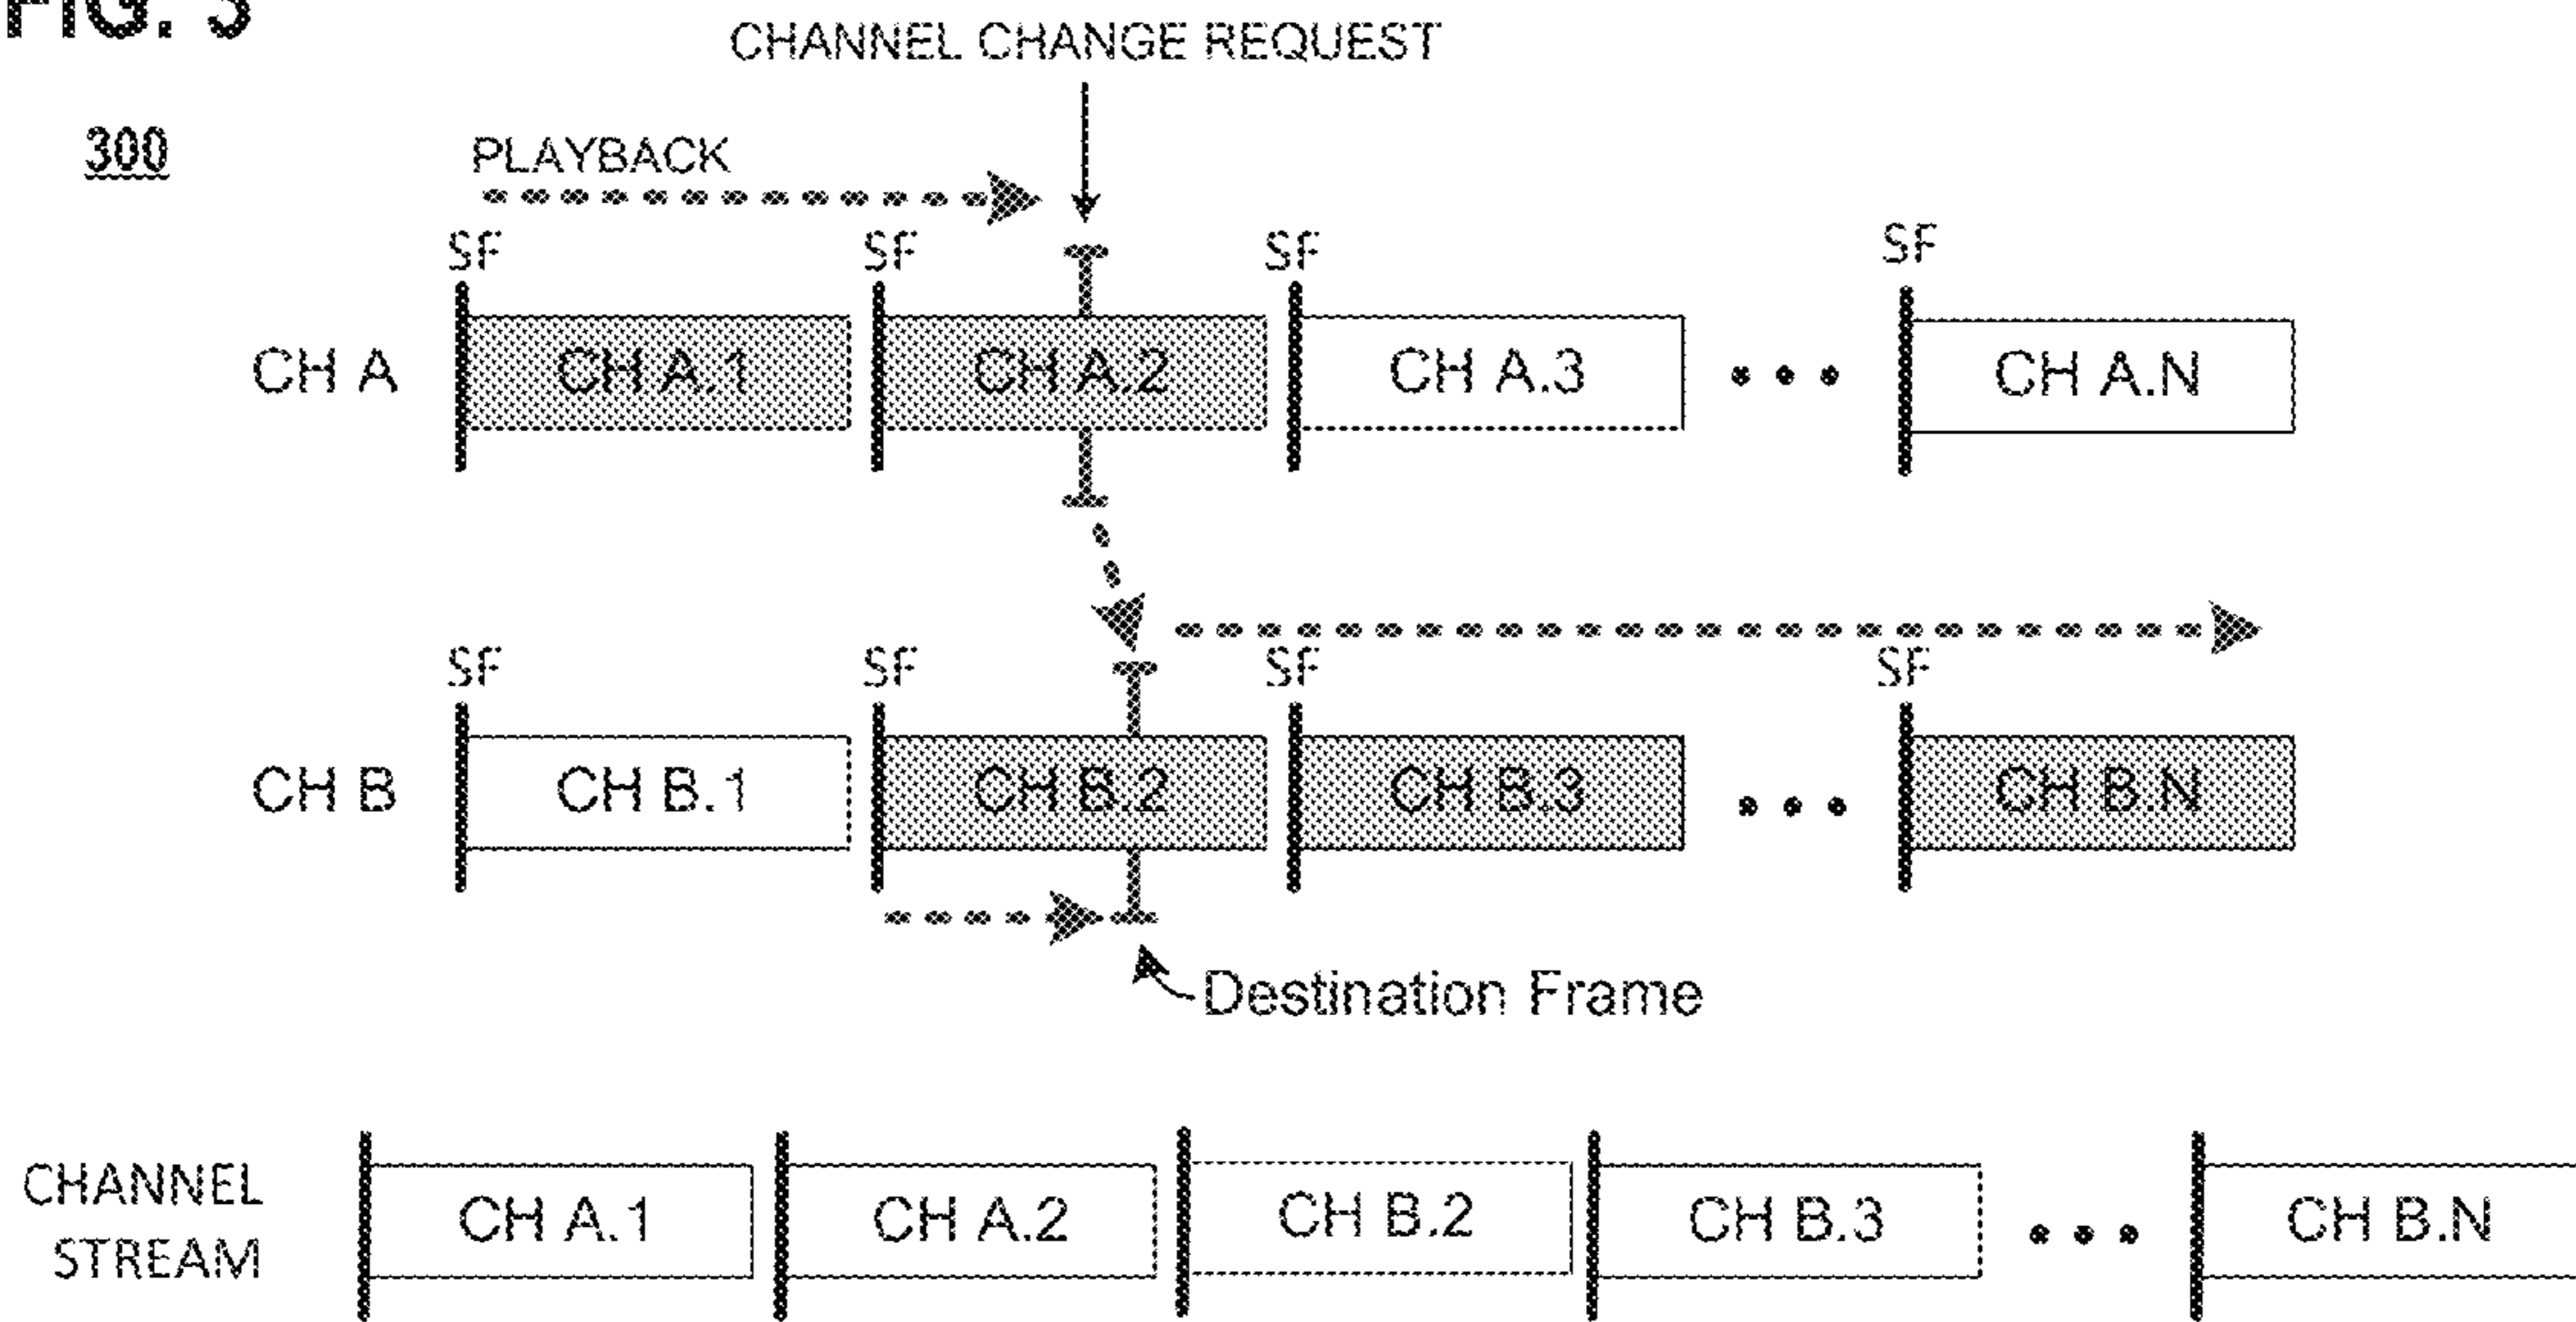 FIG. 3
CHANNEL CHANGE REQUEST
300
PLAYBACK
SF SF SF SF
CH A CH A.1 CH A.2 CH A.3 CH A.N
SF SF SF SF
CH B CH B.1 CH B.2 CH B.3 CH B.N
Destination Frame
CHANNEL
STREAM
CH A.1 CH A.2 CH B.2 CH B.3 CH B.N